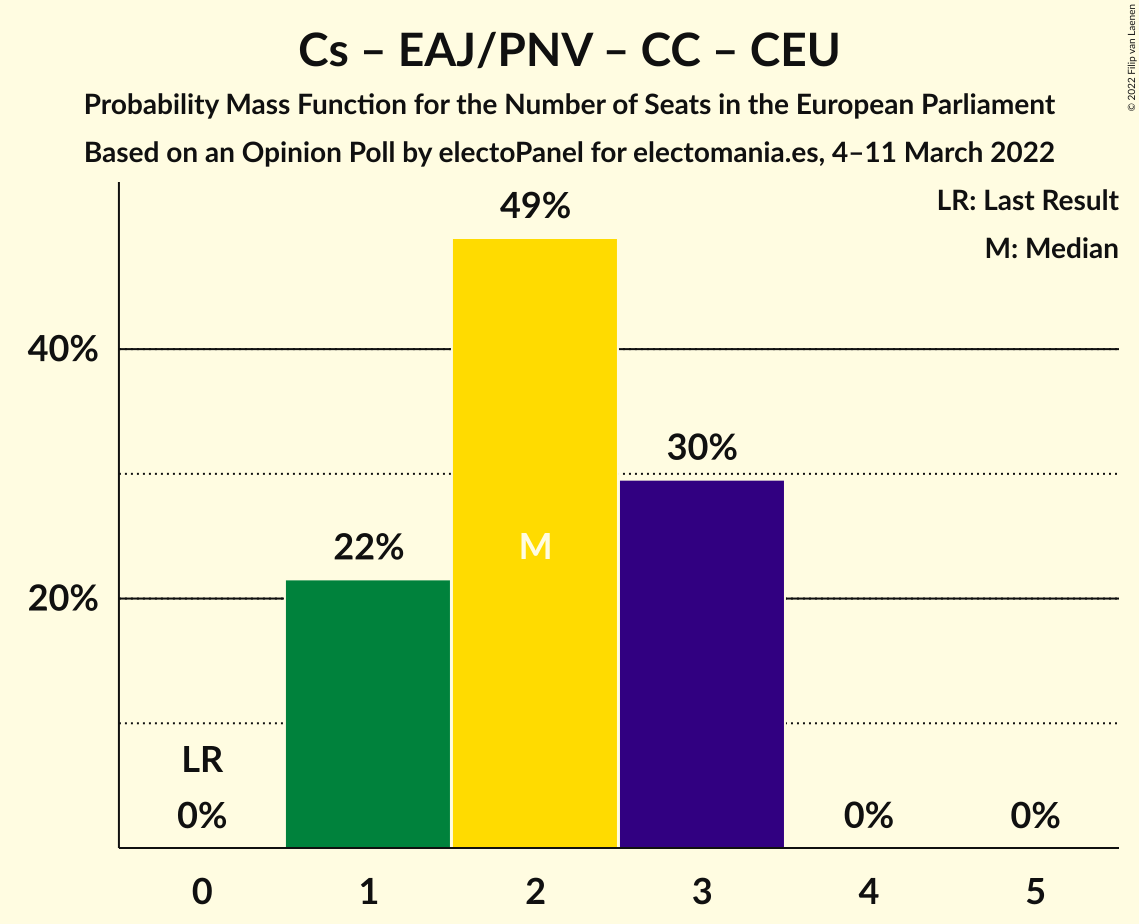 Cs – EAJ/PNV – CC – CEU
Probability Mass Function for the Number of Seats in the European Parliament
Based on an Opinion Poll by electoPanel for electomania.es, 4–11 March 2022
© 2022 Filip van Laenen
LR: Last Result
M: Median
49%
40%
30%
22%
M
20%
LR
0%
0%
0%
0
1
2
3
4
5